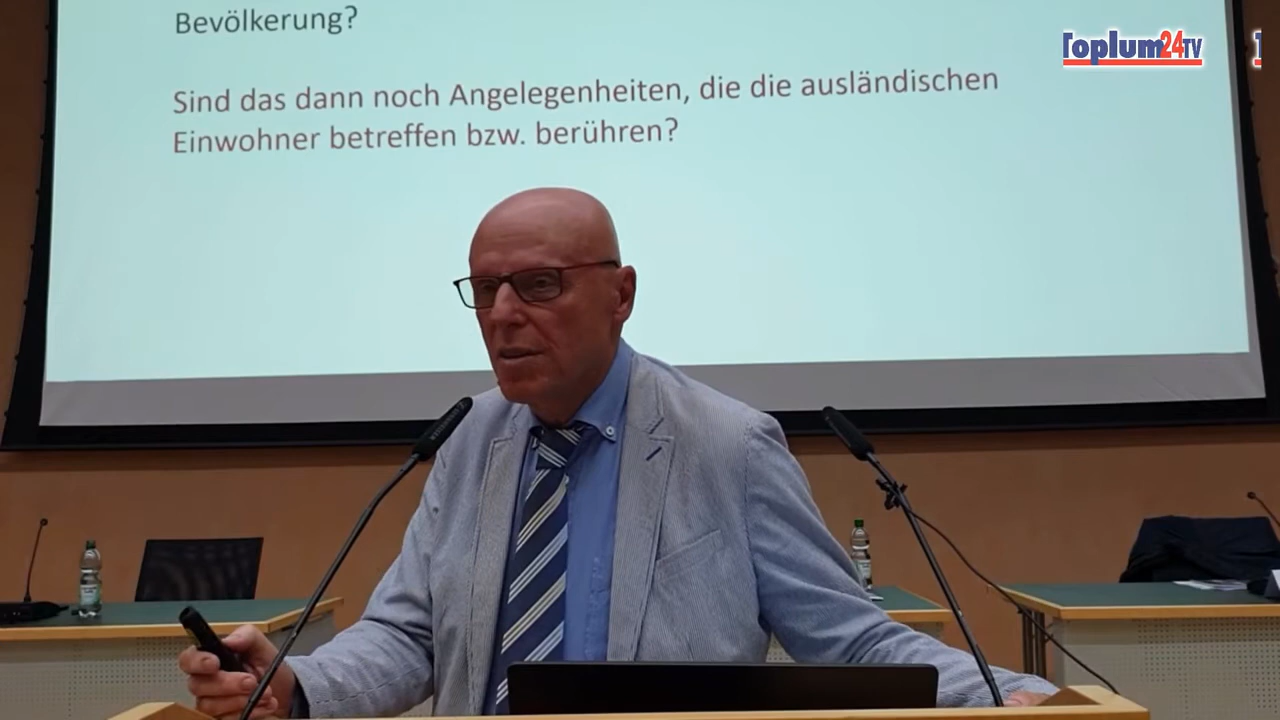 Bevölkerung?
Sind das dann noch Angelegenheiten, die die ausländischen
Einwohner betreffen bzw. berühren?
Toplum24TV